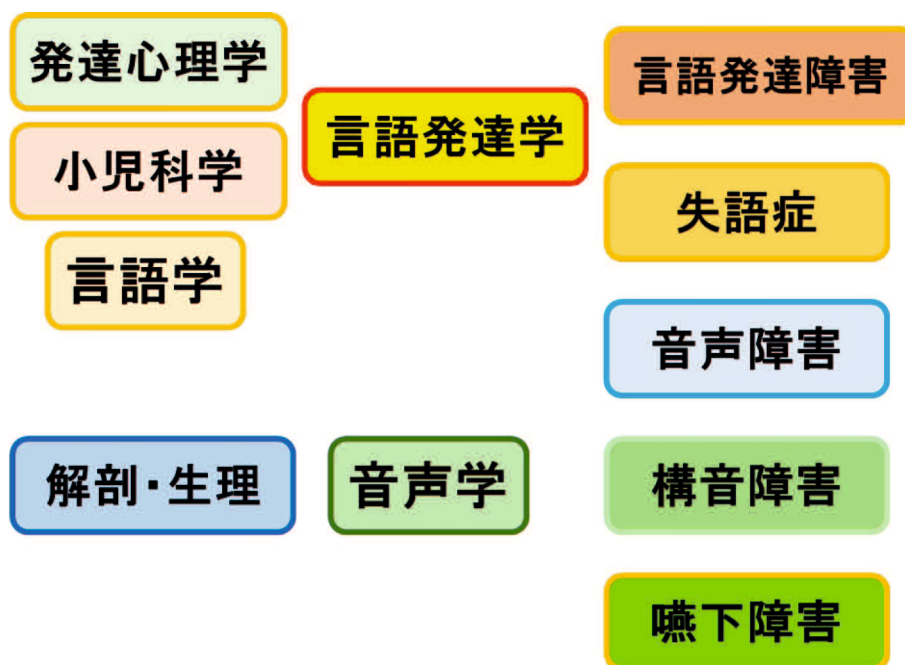 発達心理学
小児科学
言語学
言語発達学
言語発達障害
失語症
音声障害
解剖・生理
音声学
構音障害
嚥下障害